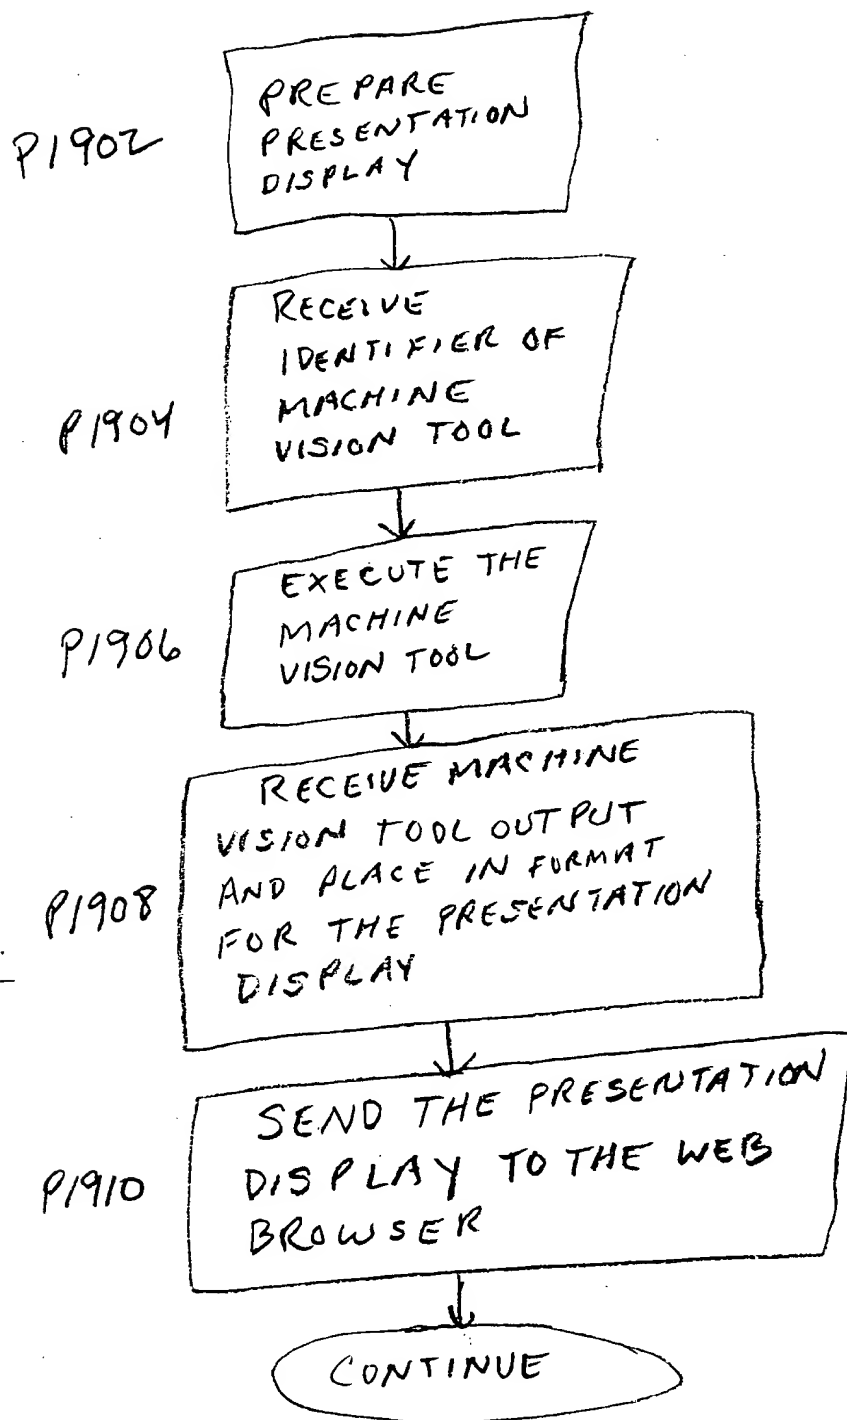 P1902
PREPARE
PRESENTATION
DISPLAY
P1904
RECEIVE
IDENTIFIER OF
MACHINE
VISION TOOL
P1906
EXECUTE THE
MACHINE
VISION TOOL
P1908
RECEIVE MACHINE
VISION TOOL OUTPUT
AND PLACE IN FORMAT
FOR THE PRESENTATION
DISPLAY
P1910
SEND THE PRESENTATION
DISPLAY TO THE WEB
BROWSER
CONTINUE